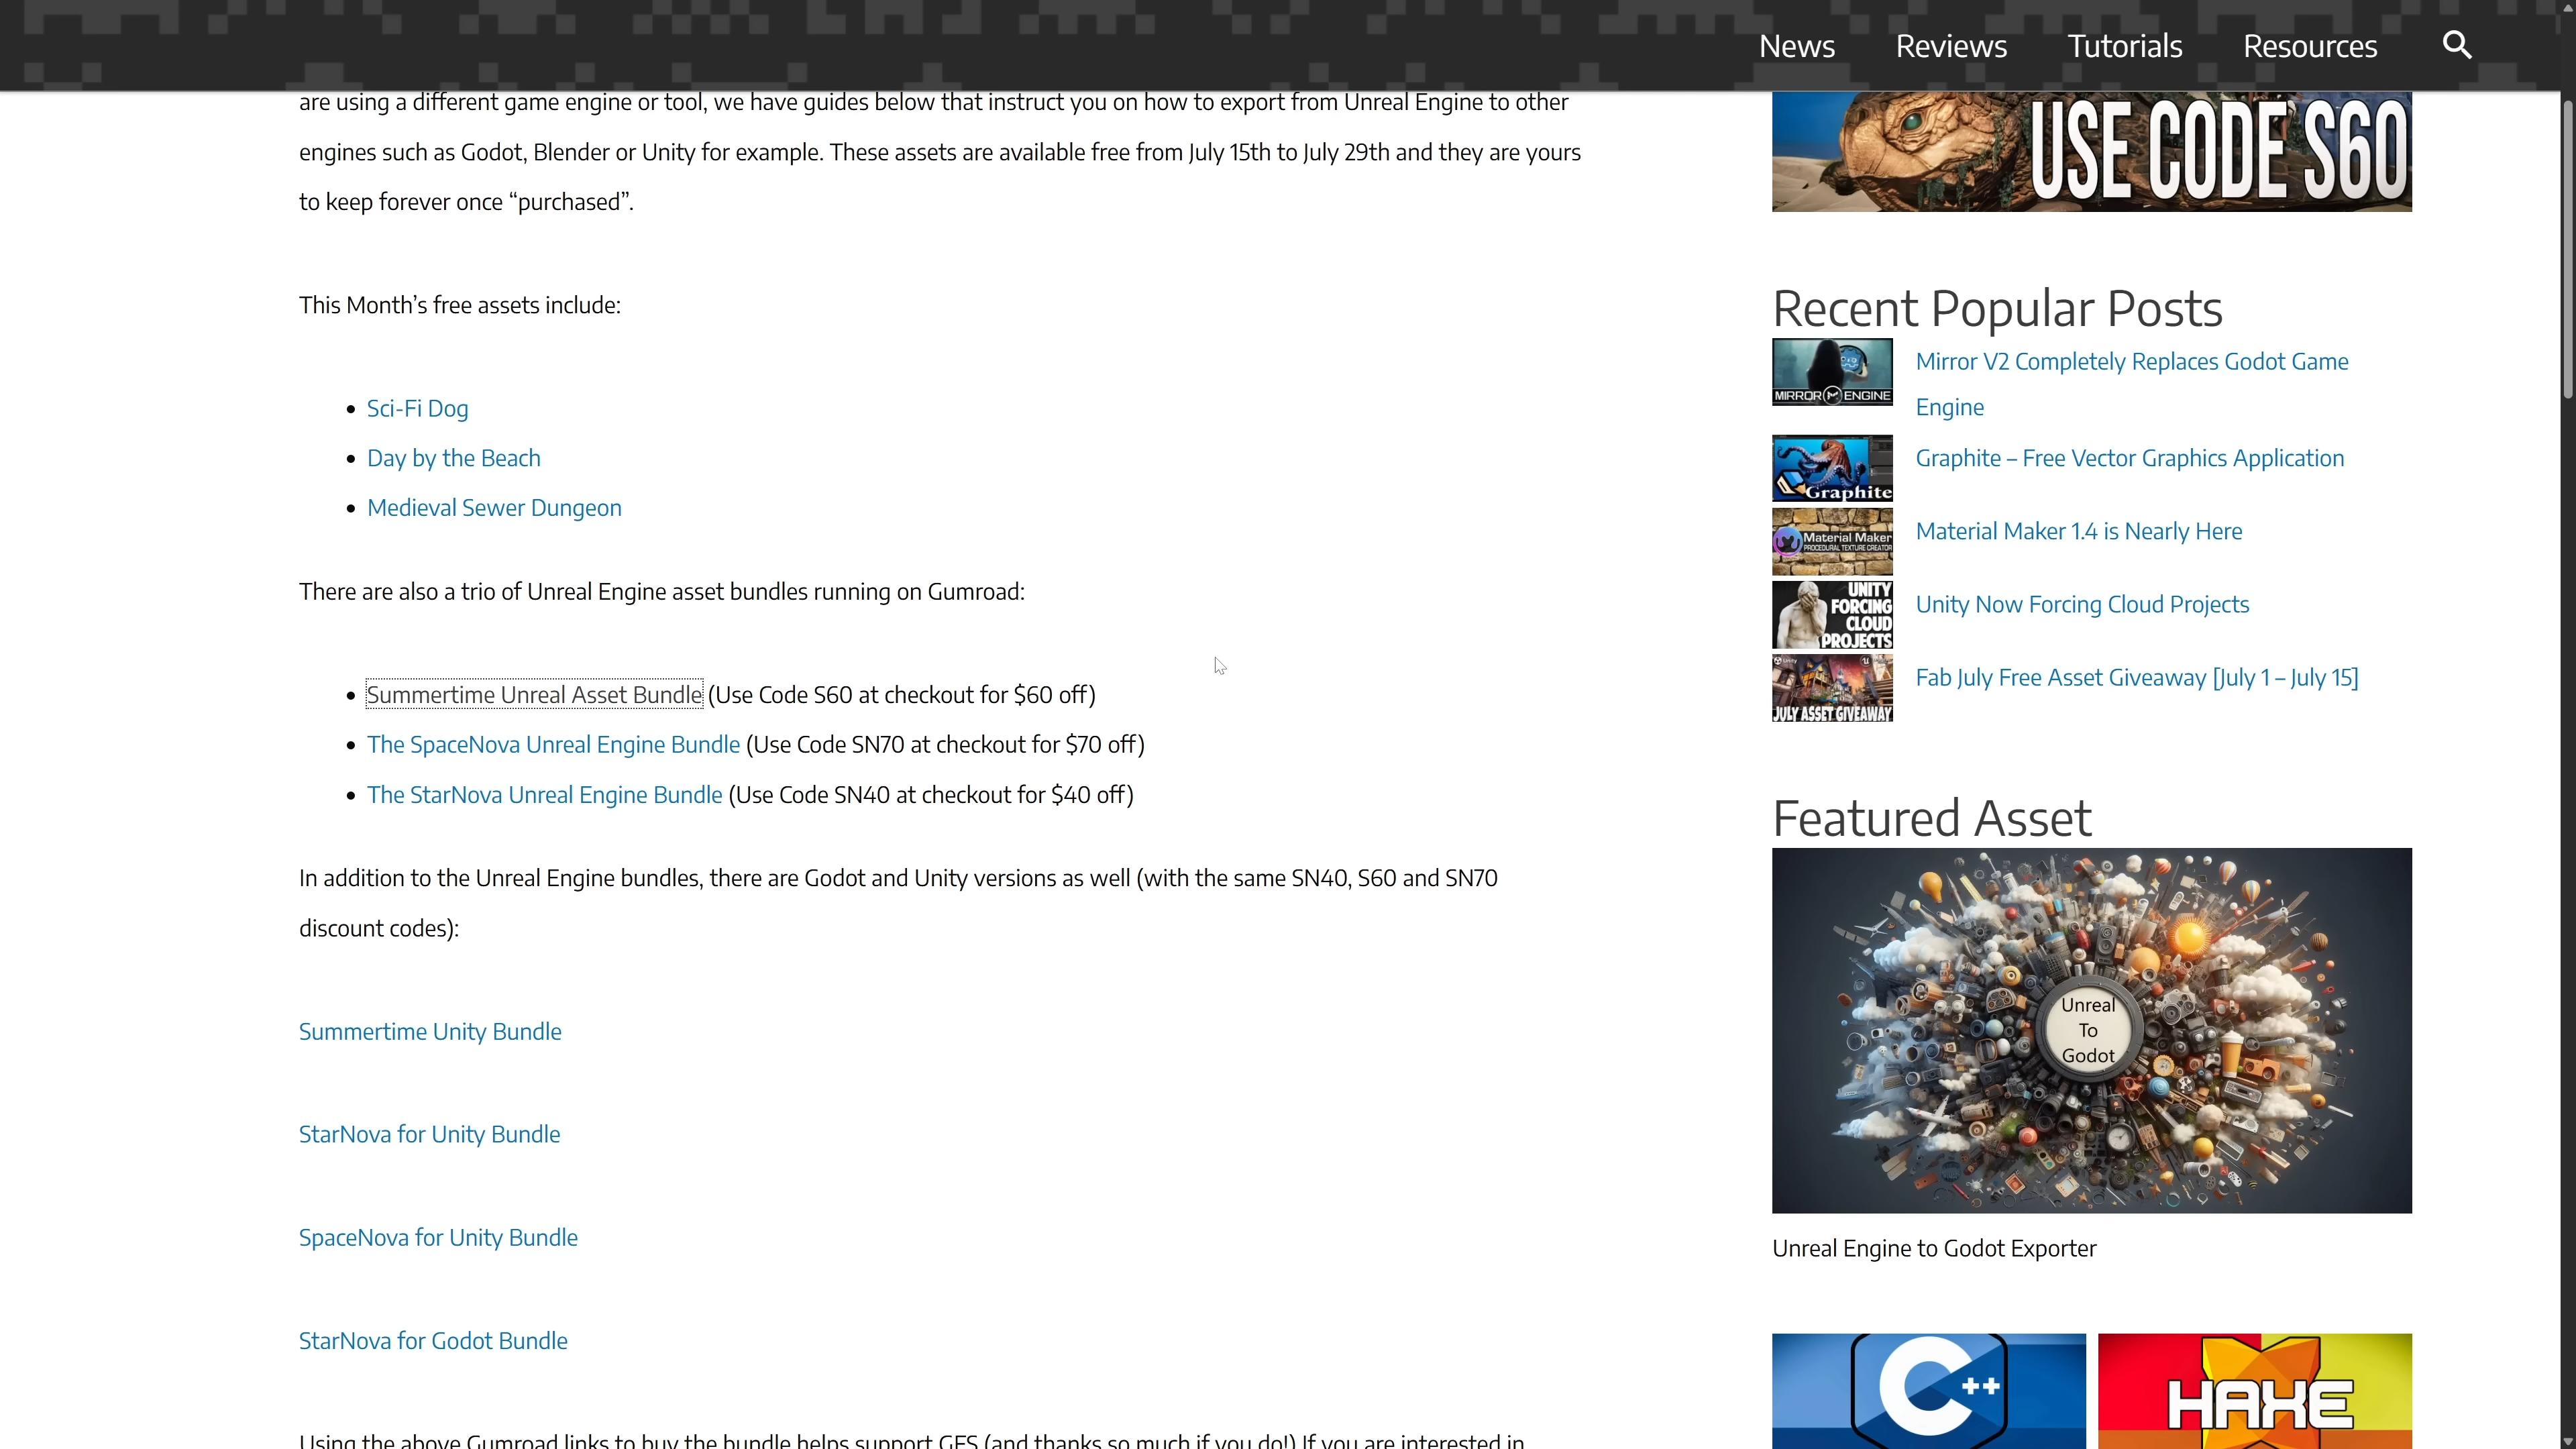 News Reviews Tutorials Resources
are using a different game engine or tool, we have guides below that instruct you on how to export from Unreal Engine to other
engines such as Godot, Blender or Unity for example. These assets are available free from July 15th to July 29th and they are yours
to keep forever once “purchased”.
This Month’s free assets include:
Sci-Fi Dog
Day by the Beach
Medieval Sewer Dungeon
There are also a trio of Unreal Engine asset bundles running on Gumroad:
Summertime Unreal Asset Bundle (Use Code S60 at checkout for $60 off)
The SpaceNova Unreal Engine Bundle (Use Code SN70 at checkout for $70 off)
The StarNova Unreal Engine Bundle (Use Code SN40 at checkout for $40 off)
In addition to the Unreal Engine bundles, there are Godot and Unity versions as well (with the same SN40, S60 and SN70
discount codes):
Summertime Unity Bundle
StarNova for Unity Bundle
SpaceNova for Unity Bundle
StarNova for Godot Bundle
Using the above Gumroad links to buy the bundle helps support GFS (and thanks so much if you do!) If you are interested in
USE CODE S60
Recent Popular Posts
MIRROR ENGINE
Mirror V2 Completely Replaces Godot Game
Engine
Graphite
Graphite – Free Vector Graphics Application
Material Maker
PROCEDURAL TEXTURE CREATOR
Material Maker 1.4 is Nearly Here
UNITY
FORCING
CLOUD
PROJECTS
Unity Now Forcing Cloud Projects
Unity
JULY ASSET GIVEAWAY
Fab July Free Asset Giveaway [July 1 – July 15]
Featured Asset
Unreal
To
Godot
Unreal Engine to Godot Exporter
C++
HAXE